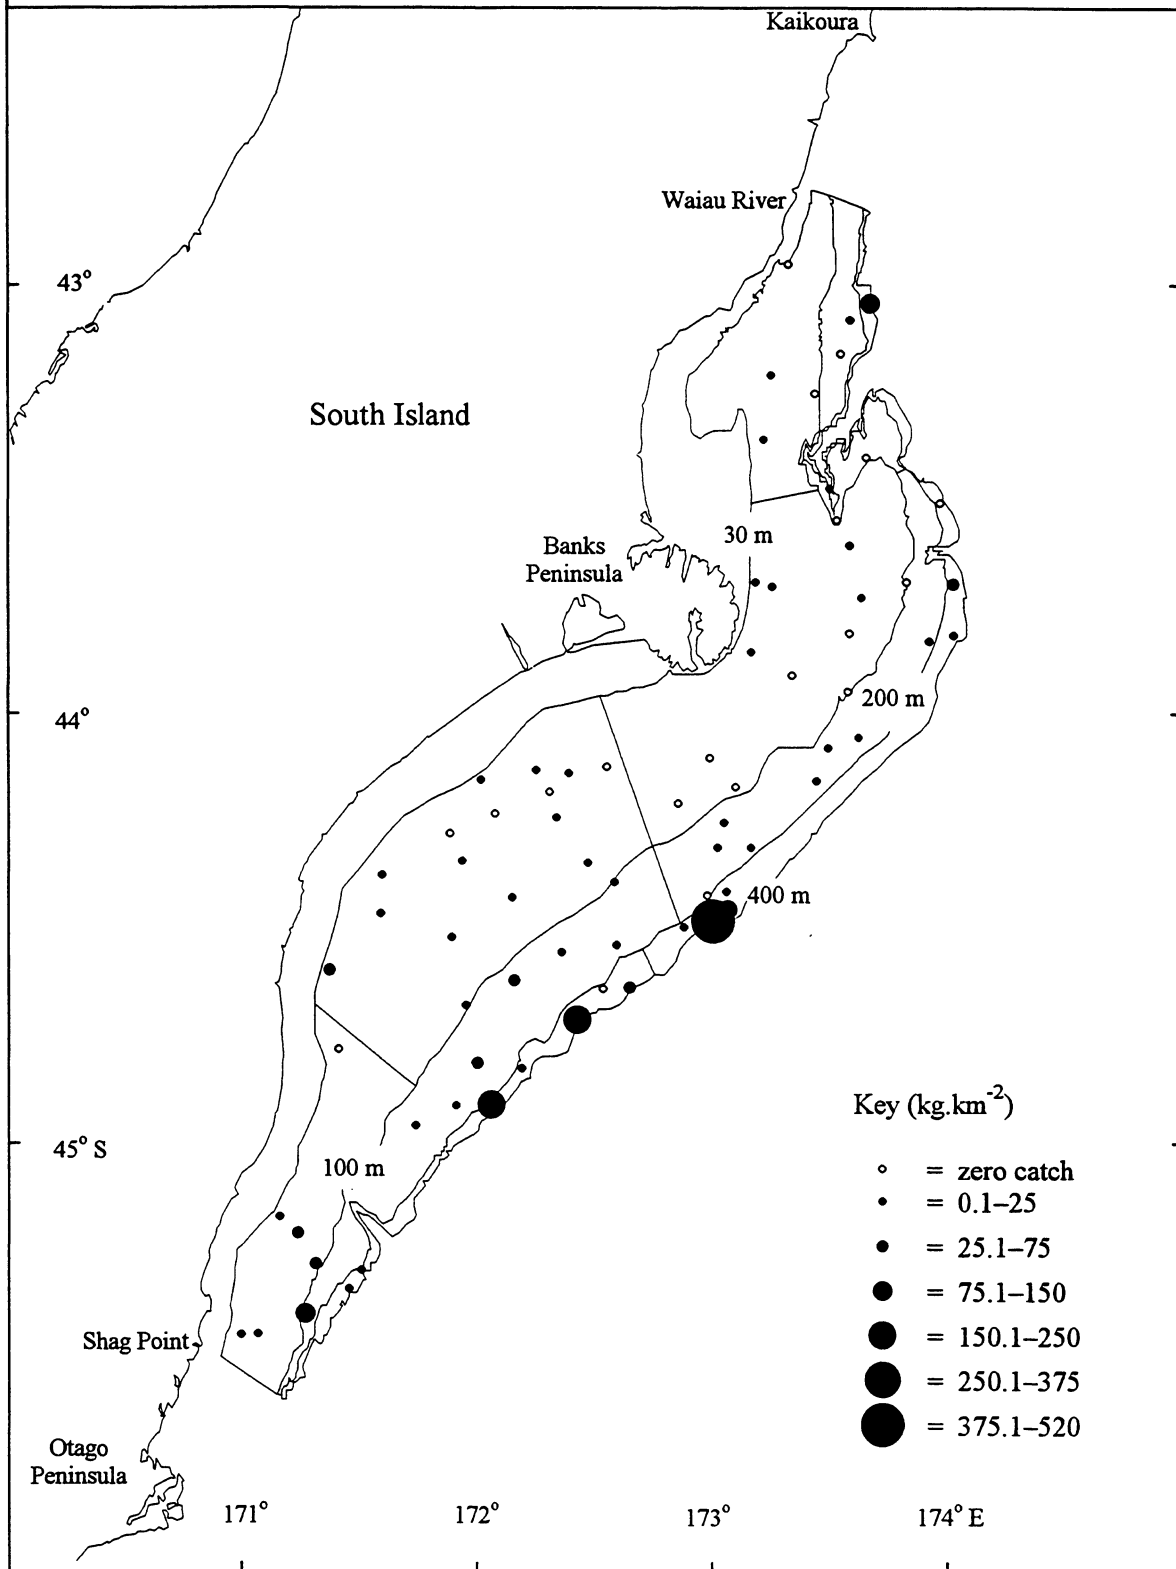 Kaikoura
Waiau River
43°
South Island
30 m
Banks
Peninsula
200 m
44°
400 m
Key (kg.km-2)
45° S
100 m
= zero catch
= 0.1–25
= 25.1–75
= 75.1–150
= 150.1–250
= 250.1–375
= 375.1–520
Shag Point
Otago
Peninsula
171° 172° 173° 174° E